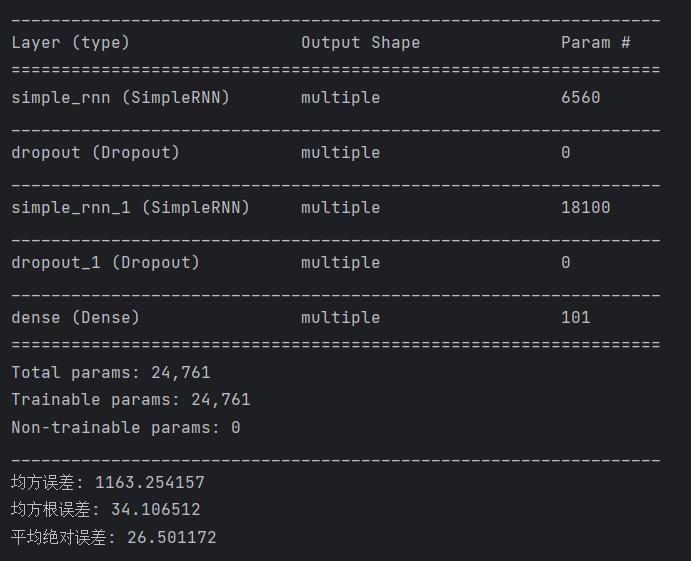 _________________________________________________________________
Layer (type)                 Output Shape              Param #
=================================================================
simple_rnn (SimpleRNN)       multiple                  6560
_________________________________________________________________
dropout (Dropout)            multiple                  0
_________________________________________________________________
simple_rnn_1 (SimpleRNN)     multiple                  18100
_________________________________________________________________
dropout_1 (Dropout)          multiple                  0
_________________________________________________________________
dense (Dense)                multiple                  101
=================================================================
Total params: 24,761
Trainable params: 24,761
Non-trainable params: 0
_________________________________________________________________
均方误差: 1163.254157
均方根误差: 34.106512
平均绝对误差: 26.501172